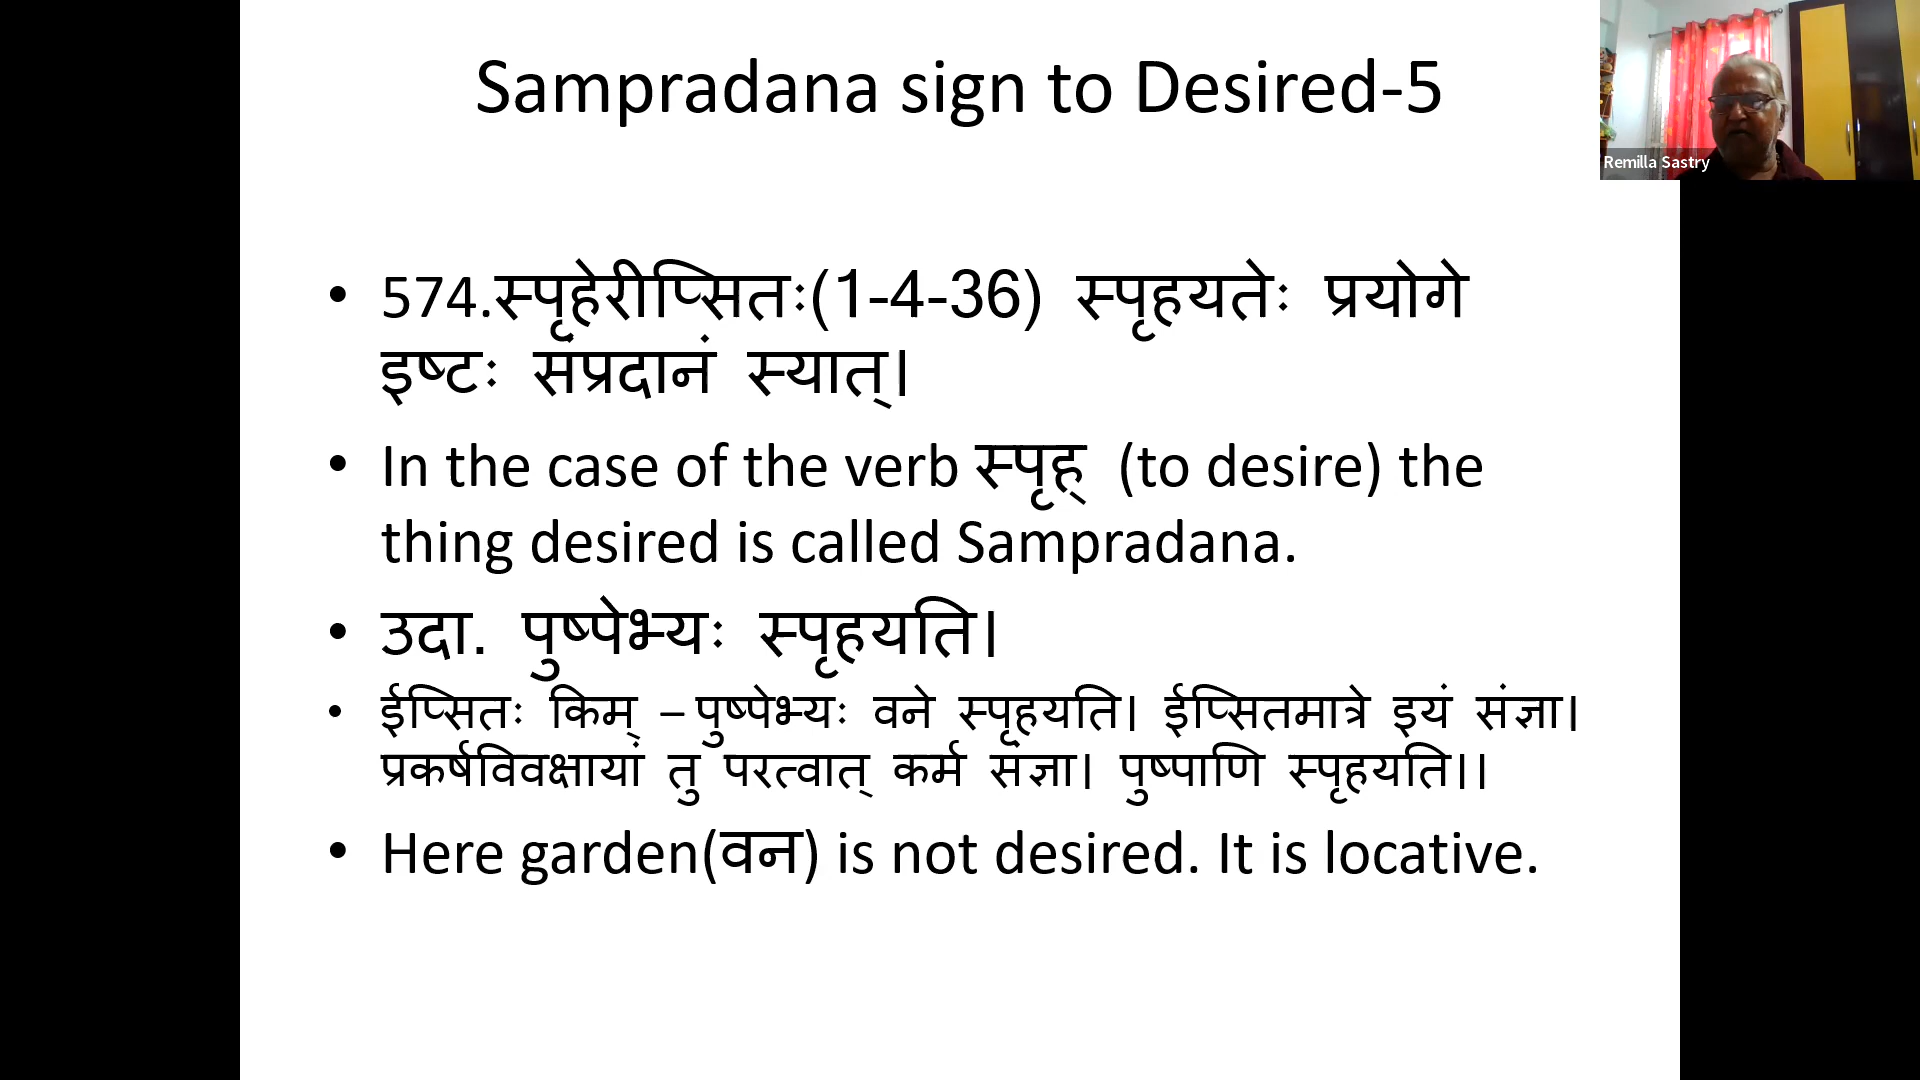 Sampradana sign to Desired-5
Remilla Sastry
• 574.स्पृहेरीप्सितः(1-4-36) स्पृहयतेः प्रयोगे
इष्टः संप्रदानं स्यात्।
• In the case of the verb स्पृह् (to desire) the
thing desired is called Sampradana.
• उदा. पुष्पेभ्यः स्पृहयति।
• ईप्सितः किम् – पुष्पेभ्यः वने स्पृहयति। ईप्सितमात्रे इयं संज्ञा।
प्रकर्षविवक्षायां तु परत्वात् कर्म संज्ञा। पुष्पाणि स्पृहयति।।
• Here garden(वन) is not desired. It is locative.